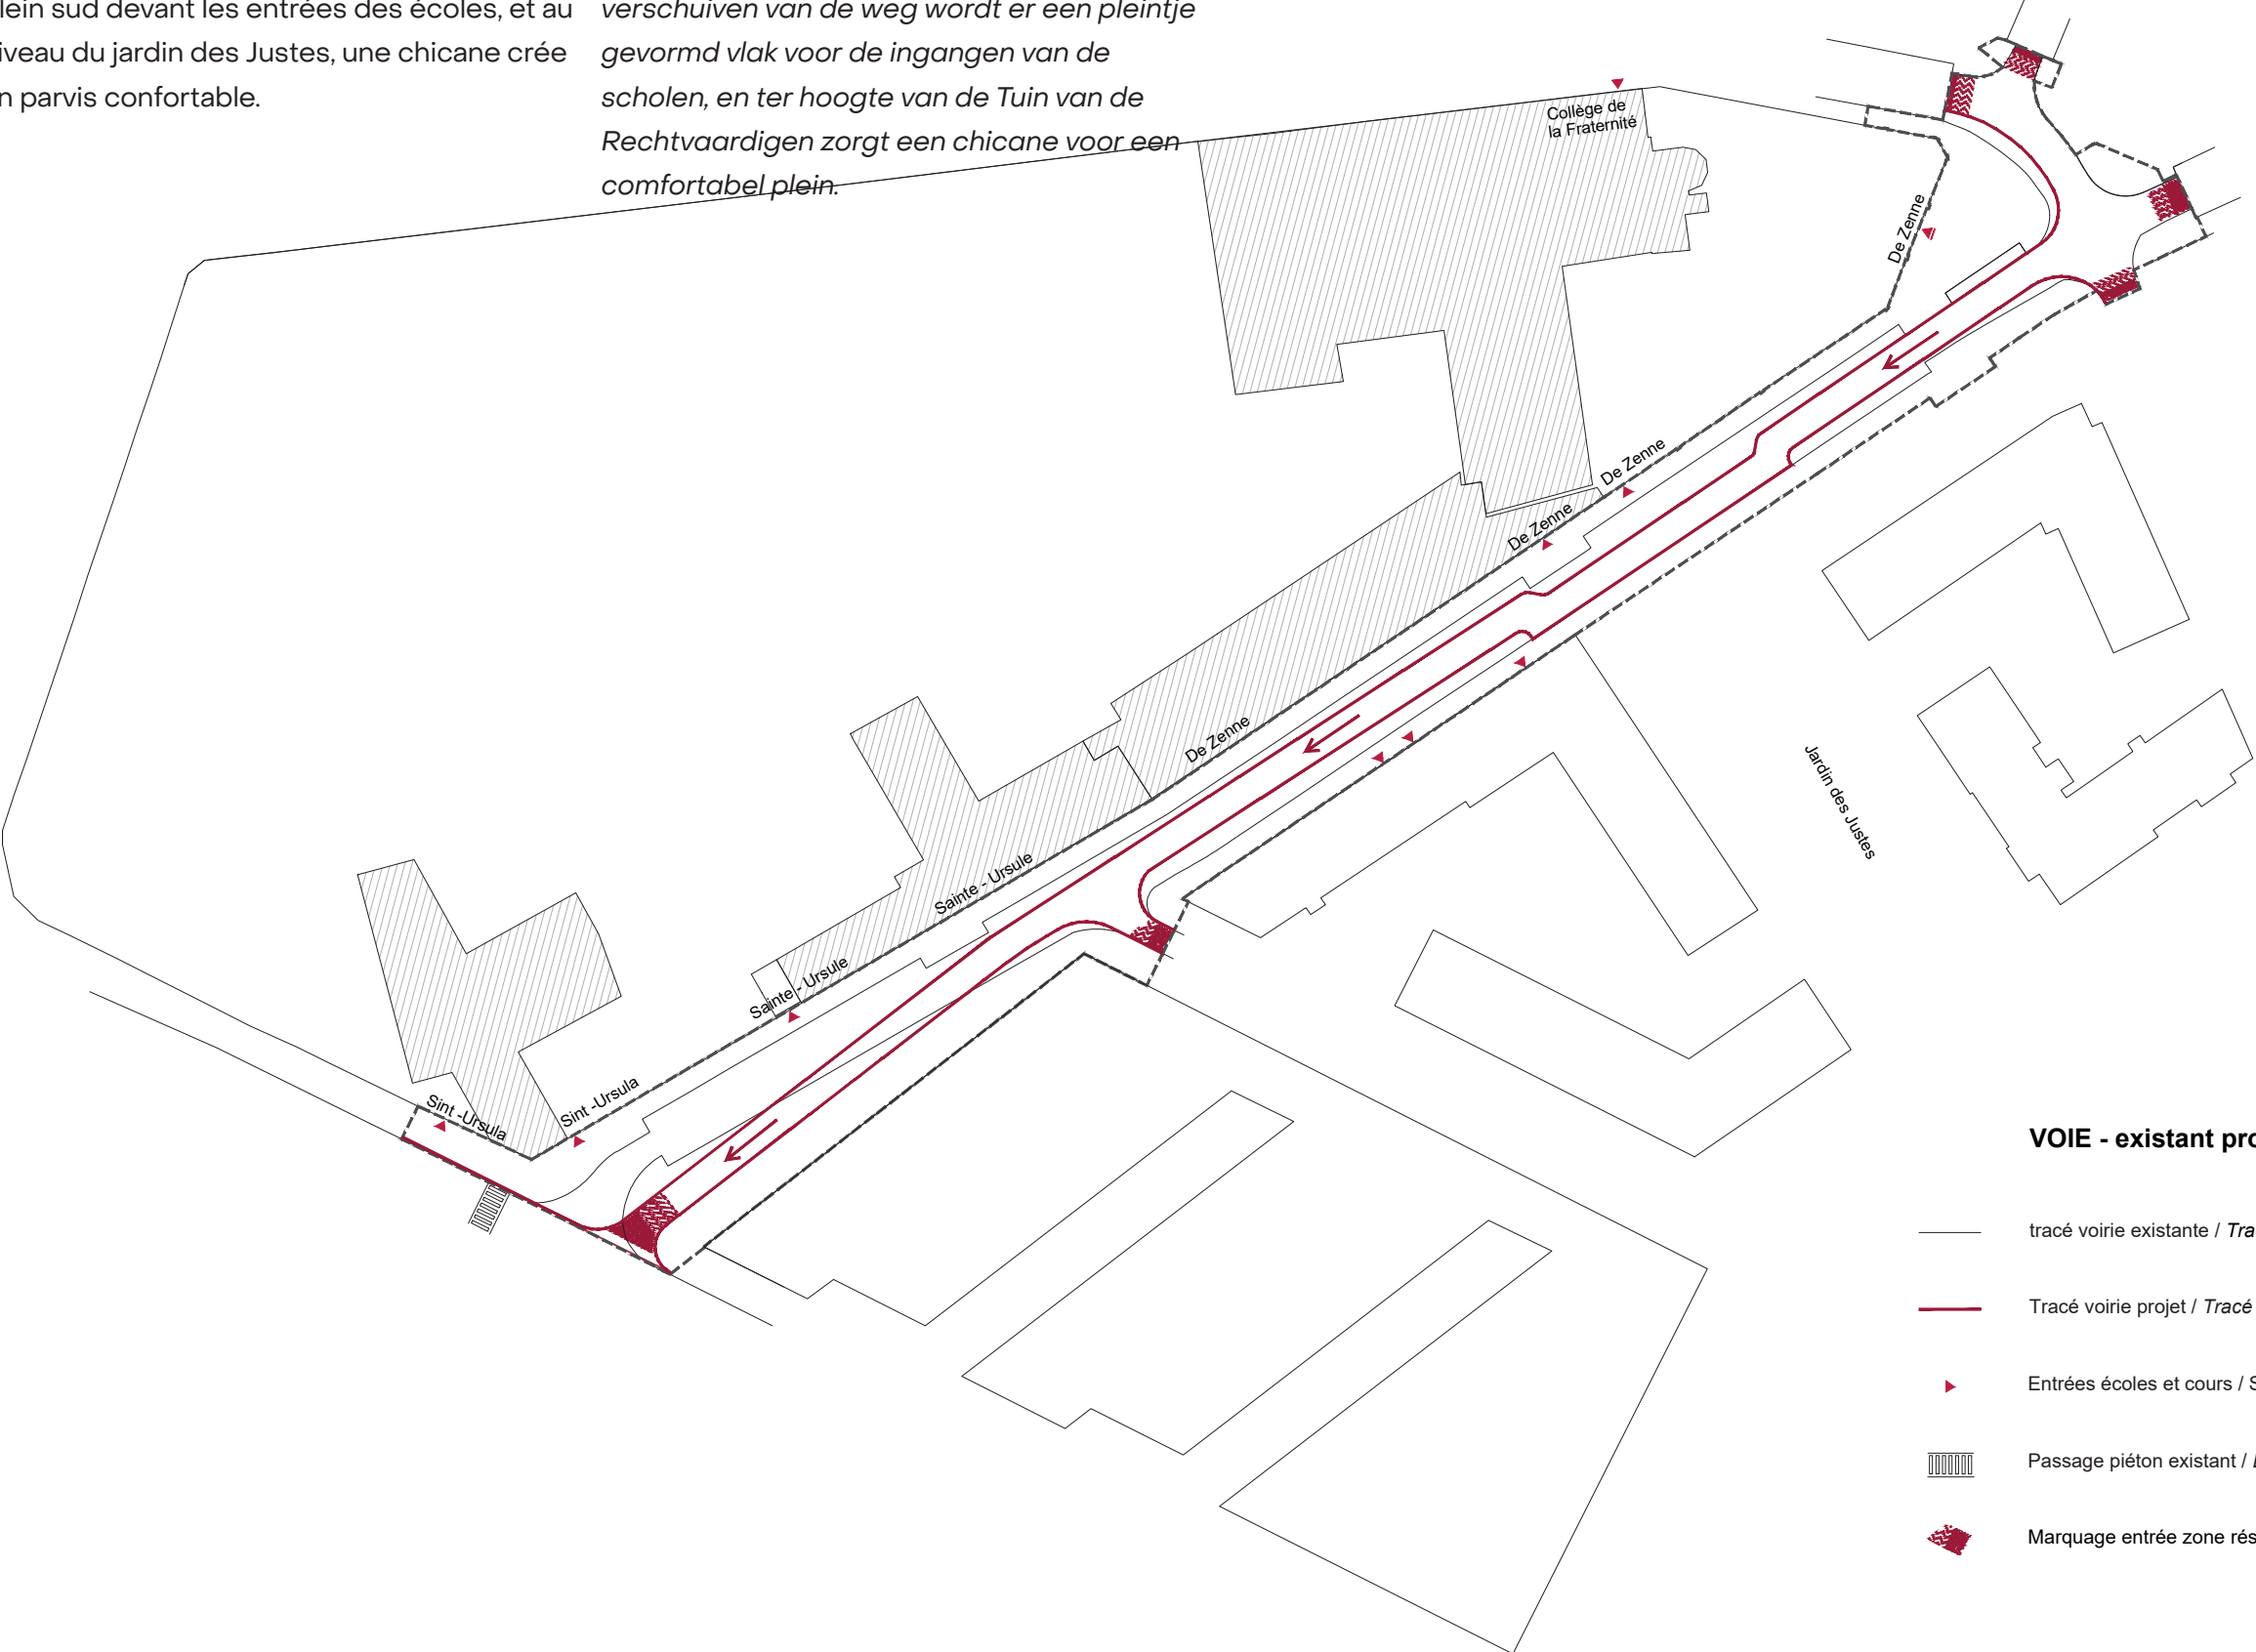 lein sud devant les entrées des écoles, et au
iveau du jardin des Justes, une chicane crée
n parvis confortable.
verschuiven van de weg wordt er een pleintje
gevormd vlak voor de ingangen van de
scholen, en ter hoogte van de Tuin van de
Rechtvaardigen zorgt een chicane voor een
comfortabel plein.
Collège de
la Fraternité
De Zenne
De Zenne
De Zenne
De Zenne
Sainte - Ursule
Sainte - Ursule
Sint -Ursula
Sint -Ursula
Jardin des Justes
VOIE - existant pro
tracé voirie existante / Tra
Tracé voirie projet / Tracé
Entrées écoles et cours / S
Passage piéton existant /
Marquage entrée zone rés